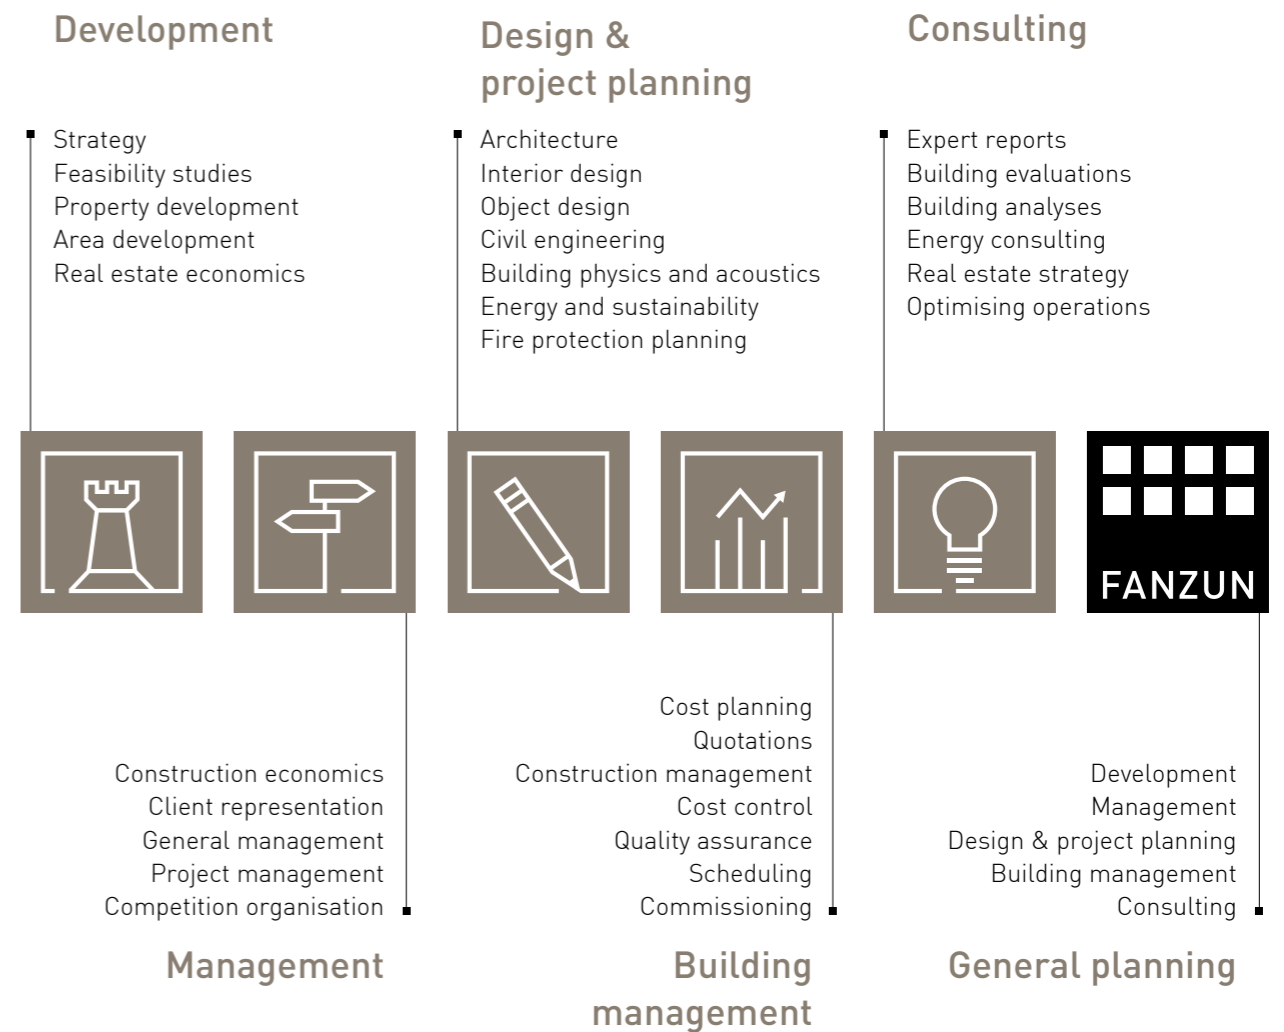 Development
Strategy
Feasibility studies
Property development
Area development
Real estate economics
Design &
project planning
Architecture
Interior design
Object design
Civil engineering
Building physics and acoustics
Energy and sustainability
Fire protection planning
Consulting
Expert reports
Building evaluations
Building analyses
Energy consulting
Real estate strategy
Optimising operations
FANZUN
Construction economics
Client representation
General management
Project management
Competition organisation
Management
Cost planning
Quotations
Construction management
Cost control
Quality assurance
Scheduling
Commissioning
Building
management
Development
Management
Design & project planning
Building management
Consulting
General planning